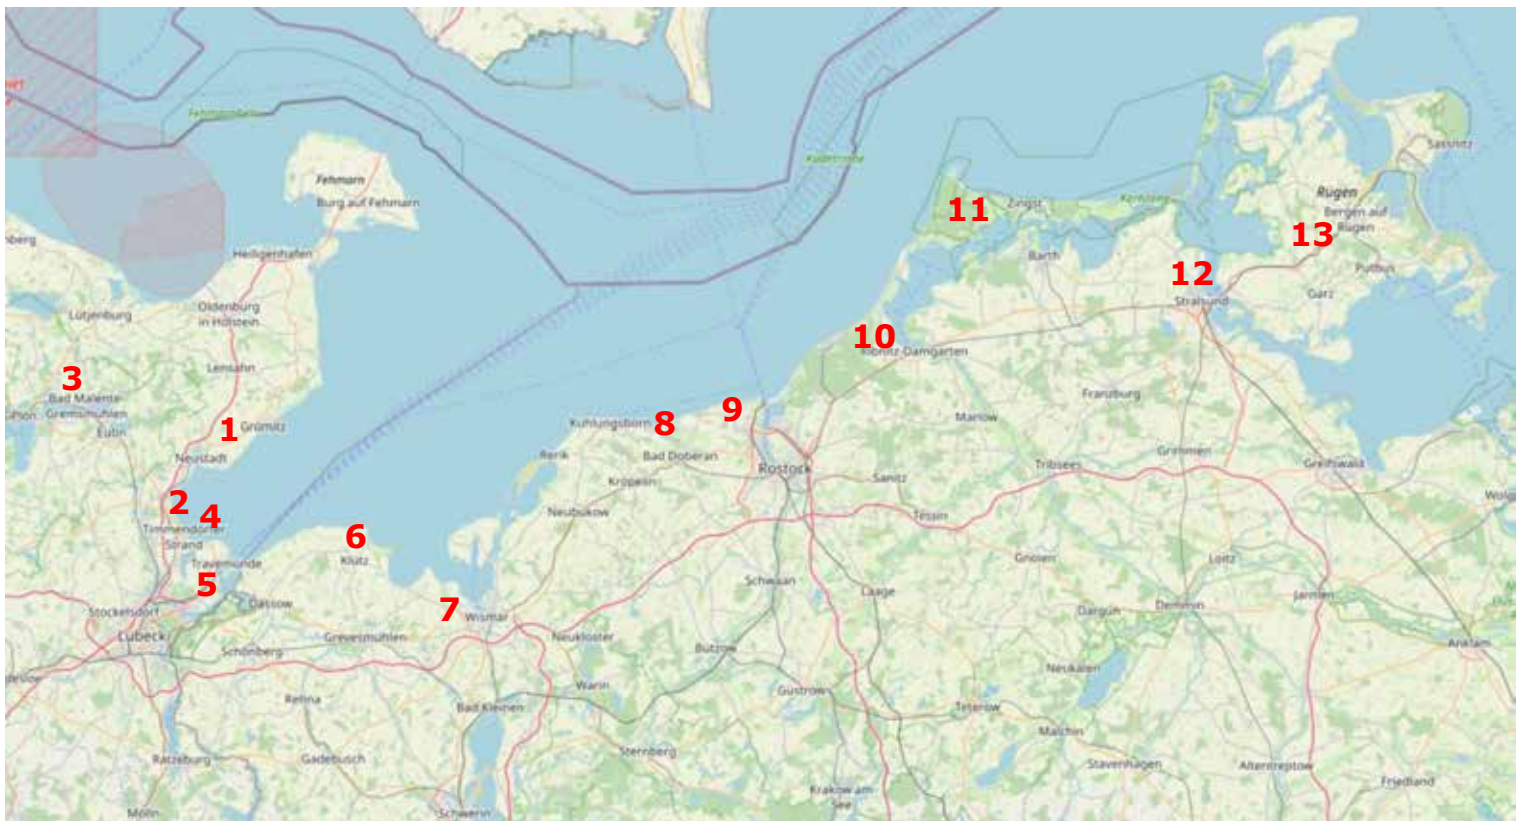 Fehmarnbelt
Kadetrinne
Sassnitz
Fehmarn
Burg auf Fehmarn
Rügen
Bergen auf
Rügen
11
Zingst
13
Heiligenhafen
Barth
12
Putbus
Oldenburg
in Holstein
Lütjenburg
Garz
Stralsund
10
Ribnitz-Damgarten
3
Lensahn
Bad Malente-
Gremsmühlen
Franzburg
9
Marlow
1
Grömitz
Eutin
Kühlungsborn
8
Neustadt
Rerik
Bad Doberan
Rostock
Grimmen
Greifswald
Tribsees
Kröpelin
Sanitz
2
4
Neubukow
Tessin
Timmendorfer
Strand
6
Klütz
Travemünde
Gnoien
Loitz
5
Schwaan
Laage
Dassow
Stockelsdorf
7
Wismar
Dargun
Demmin
Jarmen
Lübeck
Grevesmühlen
Neukloster
Anklam
Schönberg
Bützow
Neukalen
Warin
Güstrow
Rehna
Bad Kleinen
Teterow
Malchin
Sternberg
Ratzeburg
Gadebusch
Stavenhagen
Altentreptow
Friedland
Krakow am
See
Mölln
Schwerin